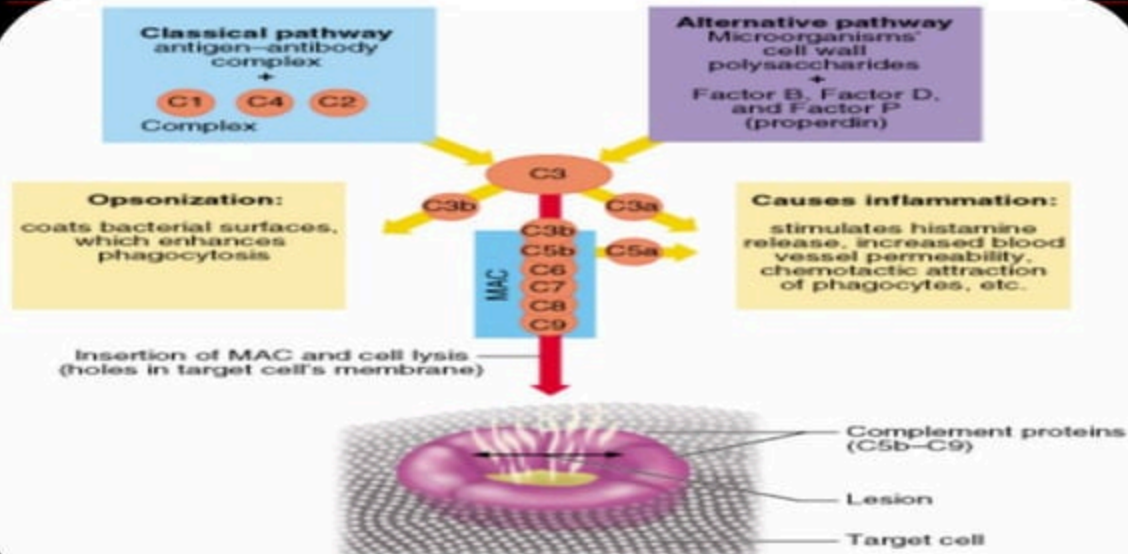 Classical pathway
antigen–antibody
complex
+
C1 C4 C2
Complex
Alternative pathway
Microorganisms'
cell wall
polysaccharides
+
Factor B, Factor D,
and Factor P
(properdin)
C3
C3b
C3a
Opsonization:
coats bacterial surfaces,
which enhances
phagocytosis
C3b
C5b
C6
C7
C8
C9
MAC
C5a
Causes inflammation:
stimulates histamine
release, increased blood
vessel permeability,
chemotactic attraction
of phagocytes, etc.
Insertion of MAC and cell lysis
(holes in target cell's membrane)
Complement proteins
(C5b–C9)
Lesion
Target cell